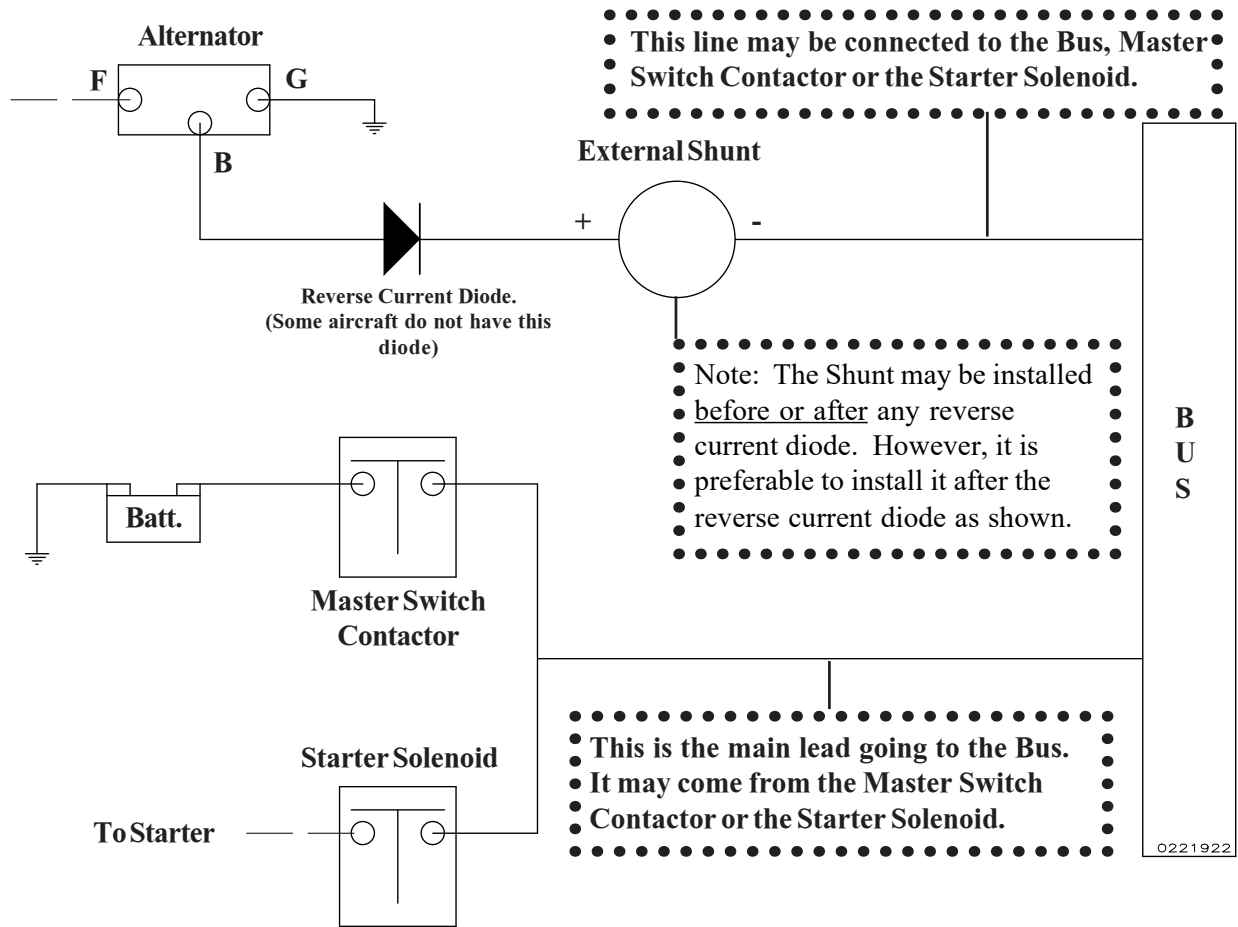 Alternator
F
G
B
This line may be connected to the Bus, Master
Switch Contactor or the Starter Solenoid.
External Shunt
+
-
Reverse Current Diode.
(Some aircraft do not have this
diode)
Note: The Shunt may be installed
before or after any reverse
current diode. However, it is
preferable to install it after the
reverse current diode as shown.
B
U
S
Batt.
Master Switch
Contactor
Starter Solenoid
To Starter
This is the main lead going to the Bus.
It may come from the Master Switch
Contactor or the Starter Solenoid.
0221922